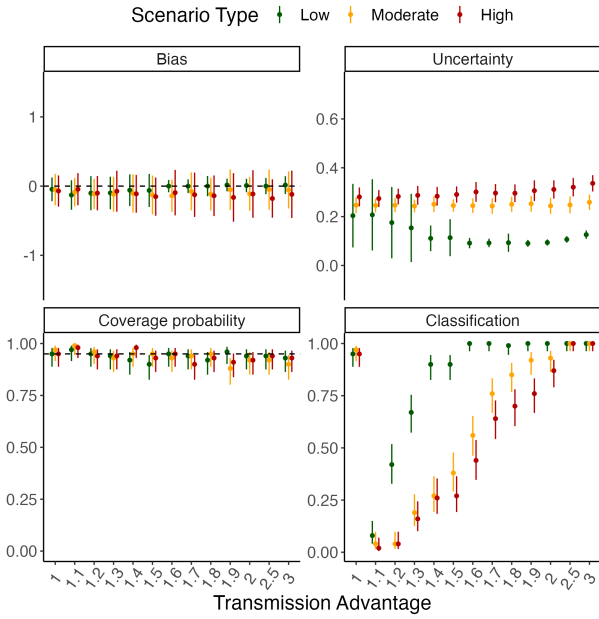 Scenario Type Low Moderate High
Bias Uncertainty
1
0
-1
0.6
0.4
0.2
0.0
Coverage probability Classification
1.00
0.75
0.50
0.25
0.00
1.00
0.75
0.50
0.25
0.00
1 1.1 1.2 1.3 1.4 1.5 1.6 1.7 1.8 1.9 2 2.5 3
1 1.1 1.2 1.3 1.4 1.5 1.6 1.7 1.8 1.9 2 2.5 3
Transmission Advantage